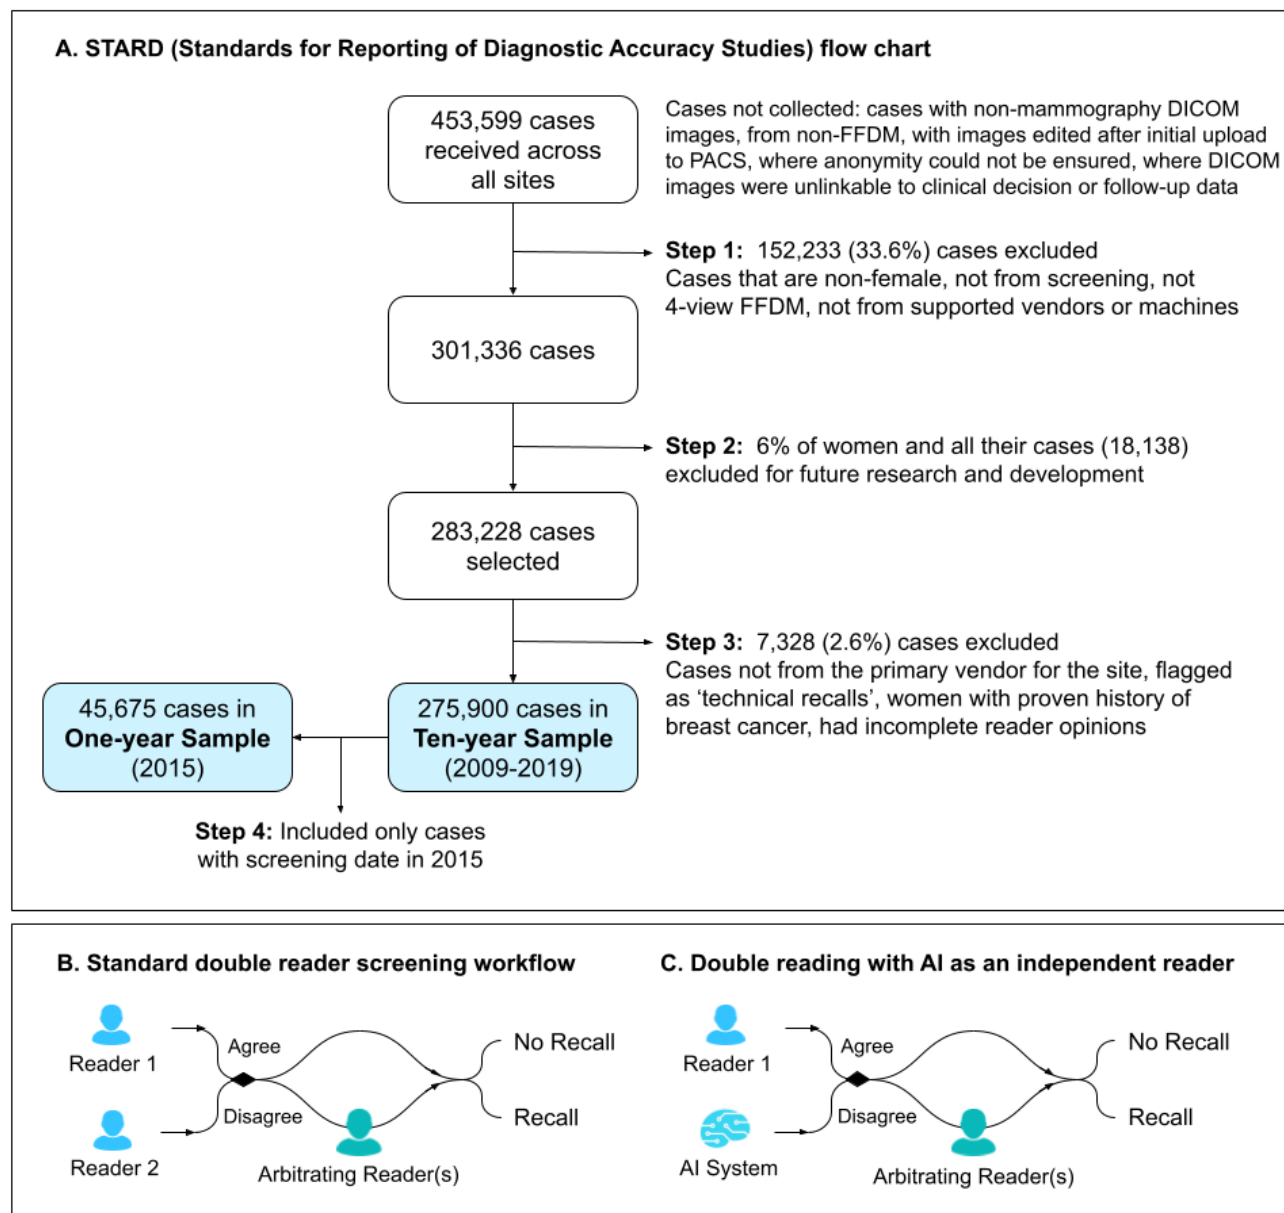 A. STARD (Standards for Reporting of Diagnostic Accuracy Studies) flow chart
453,599 cases
received across
all sites
Cases not collected: cases with non-mammography DICOM
images, from non-FFDM, with images edited after initial upload
to PACS, where anonymity could not be ensured, where DICOM
images were unlinkable to clinical decision or follow-up data
Step 1: 152,233 (33.6%) cases excluded
Cases that are non-female, not from screening, not
4-view FFDM, not from supported vendors or machines
301,336 cases
Step 2: 6% of women and all their cases (18,138)
excluded for future research and development
283,228 cases
selected
Step 3: 7,328 (2.6%) cases excluded
Cases not from the primary vendor for the site, flagged
as ‘technical recalls’, women with proven history of
breast cancer, had incomplete reader opinions
45,675 cases in
One-year Sample
(2015)
275,900 cases in
Ten-year Sample
(2009-2019)
Step 4: Included only cases
with screening date in 2015
B. Standard double reader screening workflow
Reader 1
Agree
Disagree
Reader 2
Arbitrating Reader(s)
No Recall
Recall
C. Double reading with AI as an independent reader
Reader 1
Agree
Disagree
AI System
Arbitrating Reader(s)
No Recall
Recall